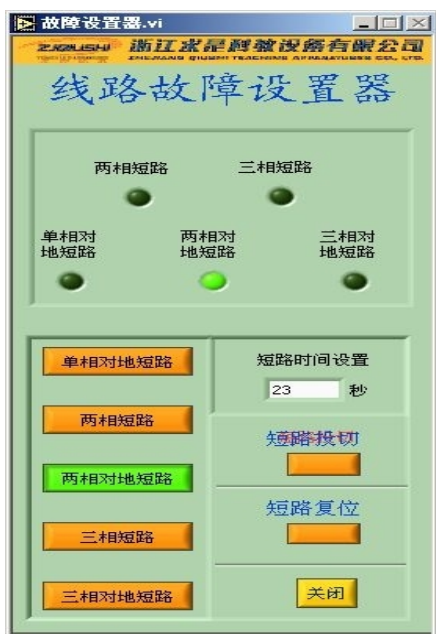 故障设置器.vi
浙江求是科教设备有限公司
线路故障设置器
两相短路 三相短路
单相对 两相对 三相对
地短路 地短路 地短路
单相对地短路
两相短路
两相对地短路
三相短路
三相对地短路
短路时间设置
23 秒
短路投切
短路复位
关闭